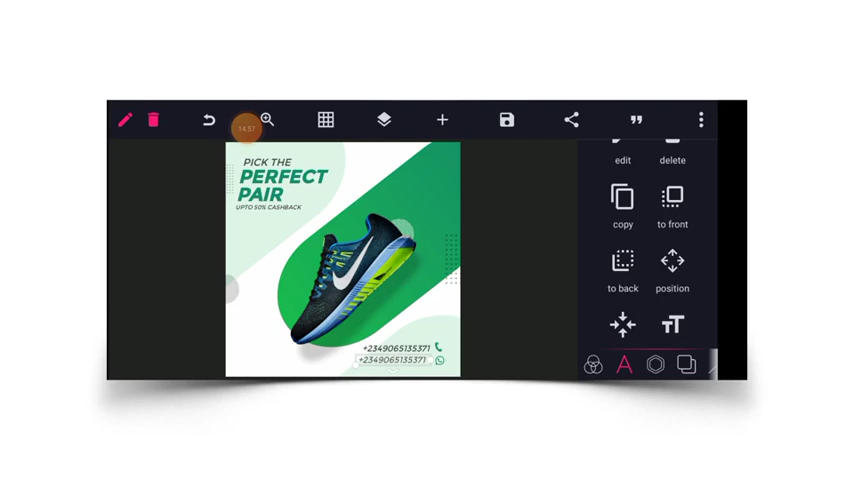 14.57
PICK THE
PERFECT
PAIR
UPTO 50% CASHBACK
+2349065135371
+2349065135371
edit
delete
copy
to front
to back
position